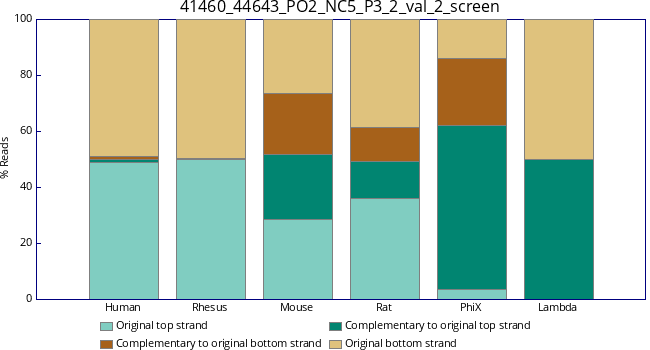 41460_44643_PO2_NC5_P3_2_val_2_screen
100
80
60
40
20
0
% Reads
Human Rhesus Mouse Rat PhiX Lambda
Original top strand Complementary to original top strand
Complementary to original bottom strand Original bottom strand